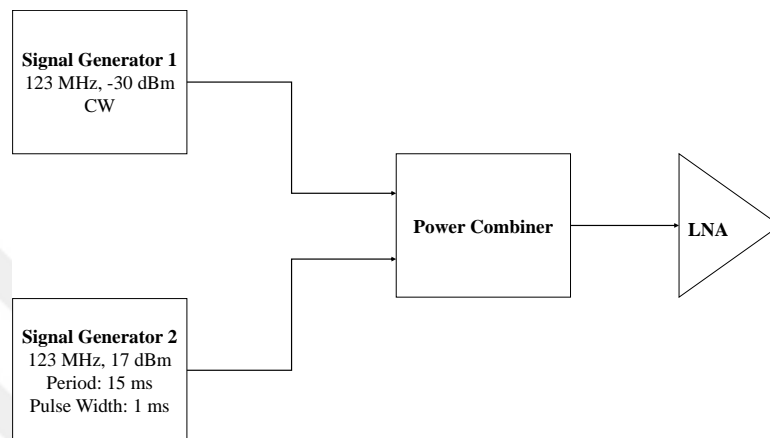 Signal Generator 1
123 MHz, -30 dBm
CW
Power Combiner
LNA
Signal Generator 2
123 MHz, 17 dBm
Period: 15 ms
Pulse Width: 1 ms